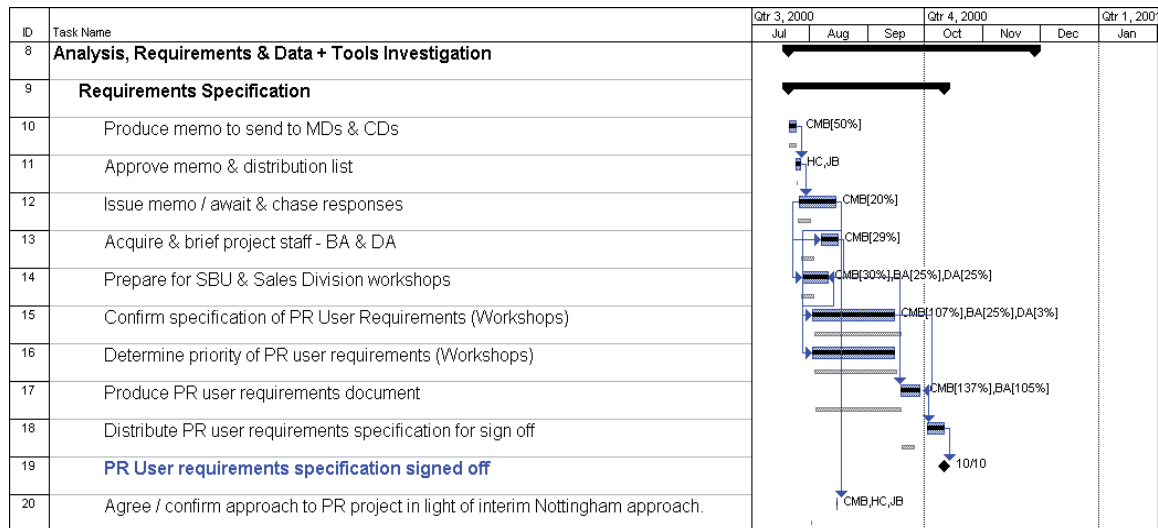 Qtr 3, 2000 Qtr 4, 2000 Qtr 1, 2001
ID Task Name Jul Aug Sep Oct Nov Dec Jan
8 Analysis, Requirements & Data + Tools Investigation
9 Requirements Specification
10 Produce memo to send to MDs & CDs CMB[50%]
11 Approve memo & distribution list HC,JB
12 Issue memo / await & chase responses CMB[20%]
13 Acquire & brief project staff - BA & DA CMB[29%]
14 Prepare for SBU & Sales Division workshops CMB[30%],BA[25%],DA[25%]
15 Confirm specification of PR User Requirements (Workshops) CMB[107%],BA[25%],DA[3%]
16 Determine priority of PR user requirements (Workshops)
17 Produce PR user requirements document CMB[137%],BA[105%]
18 Distribute PR user requirements specification for sign off
19 PR User requirements specification signed off 10/10
20 Agree / confirm approach to PR project in light of interim Nottingham approach. CMB,HC,JB